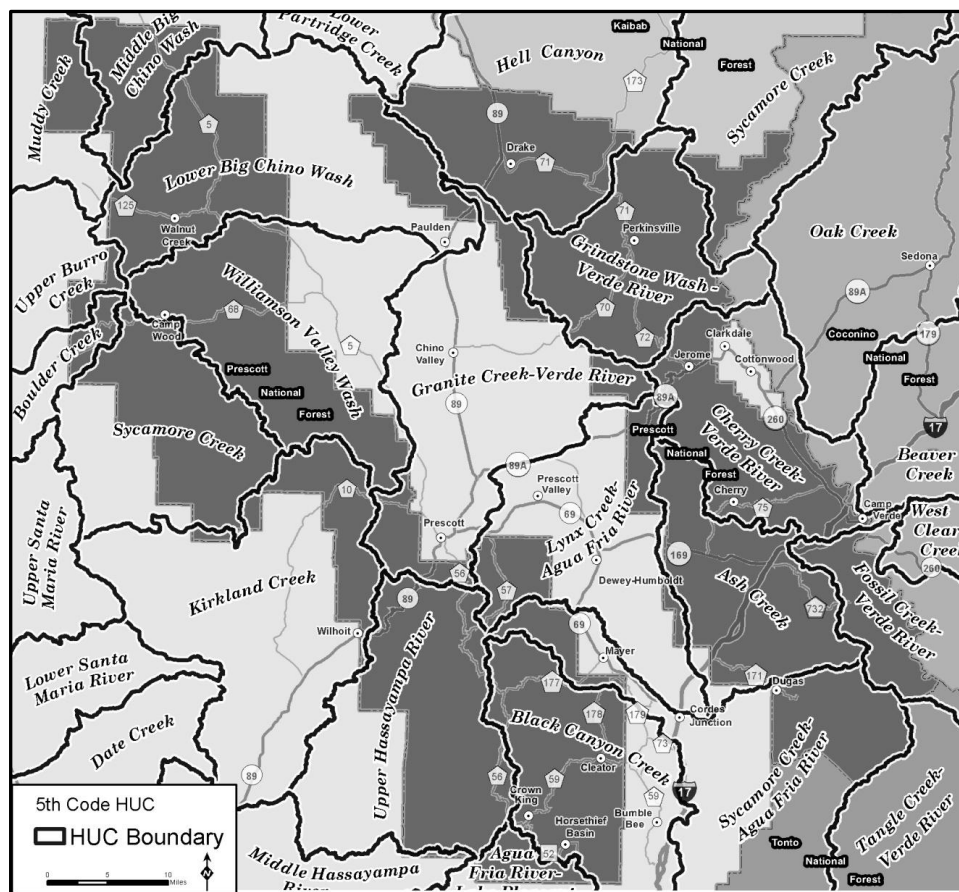 Lower
Partridge Creek
Middle Big
Chino Wash
Muddy Creek
Hell Canyon
Kaibab
National
Forest
Sycamore Creek
173
89
5
Drake
71
Lower Big Chino Wash
125
Walnut
Creek
71
Perkinsville
Paulden
Oak Creek
Sedona
Grindstone Wash -
Verde River
Upper Burro
Creek
Williamson Valley Wash
89A
68
Camp
Wood
70
72
Clarkdale
Coconino
179
National
Forest
Boulder Creek
5
Chino
Valley
Jerome
Cottonwood
Prescott
National
Forest
Granite Creek-Verde River
89
89A
260
17
Sycamore Creek
Prescott
National
Forest
Cherry Creek-
Verde River
Beaver
Creek
89A
10
Prescott
Valley
Cherry
75
Camp
Verde
West
Clear
Creek
69
Lynx Creek-
Agua Fria River
Upper Santa
Maria River
Prescott
169
260
56
57
Dewey-Humboldt
Ash Creek
732
Fossil Creek-
Verde River
Kirkland Creek
89
Wilhoit
69
Mayer
Lower Santa
Maria River
171
Dugas
177
178
179
Cordes
Junction
Date Creek
Upper Hassayampa River
Black Canyon Creek
73
Cleator
89
56
59
17
59
Sycamore Creek-
Agua Fria River
Crown
King
Bumble
Bee
Horsethief
Basin
Tangle Creek-
Verde River
52
Tonto
National
Forest
Middle Hassayampa
River
Agua
Fria River-
5th Code HUC
HUC Boundary
0 5 10
Miles
N